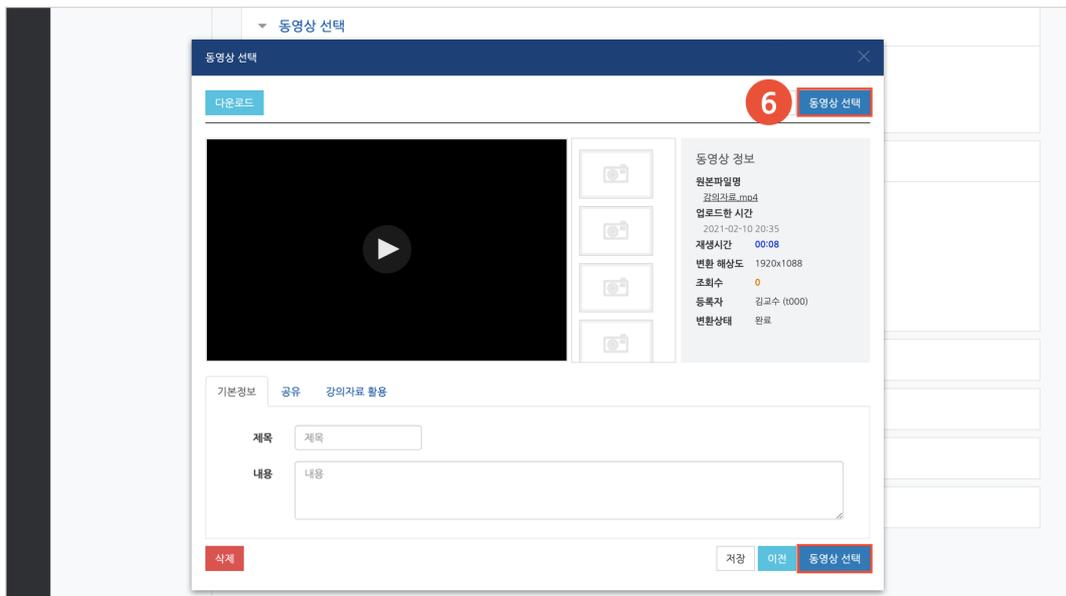 동영상 선택
동영상 선택
다운로드
6 동영상 선택
동영상 정보
원본파일명
강의자료.mp4
업로드한 시간
2021-02-10 20:35
재생시간 00:08
변환 해상도 1920x1088
조회수 0
등록자 김교수 (t000)
변환상태 완료
기본정보 공유 강의자료 활용
제목 제목
내용 내용
삭제 저장 이전 동영상 선택